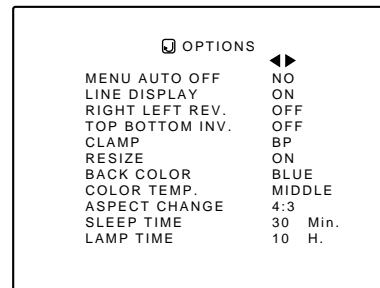 OPTIONS
MENU AUTO OFF NO
LINE DISPLAY ON
RIGHT LEFT REV. OFF
TOP BOTTOM INV. OFF
CLAMP BP
RESIZE ON
BACK COLOR BLUE
COLOR TEMP. MIDDLE
ASPECT CHANGE 4:3
SLEEP TIME 30 Min.
LAMP TIME 10 H.